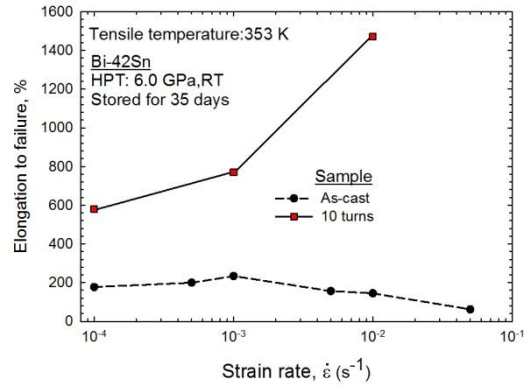 1600
1400
1200
1000
800
600
400
200
0
Elongation to failure, %
Tensile temperature:353 K
Bi-42Sn
HPT: 6.0 GPa,RT
Stored for 35 days
Sample
As-cast
10 turns
10⁻⁴ 10⁻³ 10⁻² 10⁻¹
Strain rate, ε̇ (s⁻¹)